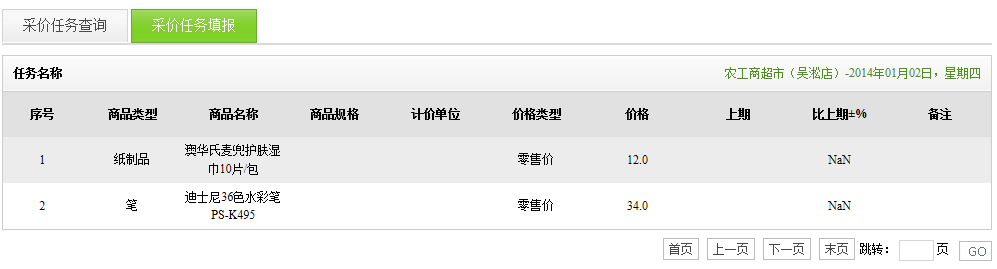 采价任务查询 采价任务填报
任务名称 农工商超市（吴淞店）-2014年01月02日，星期四
序号 商品类型 商品名称 商品规格 计价单位 价格类型 价格 上期 比上期±% 备注
1 纸制品 澳华氏麦兜护肤湿 零售价 12.0 NaN
巾10片/包
2 笔 迪士尼36色水彩笔 零售价 34.0 NaN
PS-K495
首页 上一页 下一页 末页 跳转： 页 GO